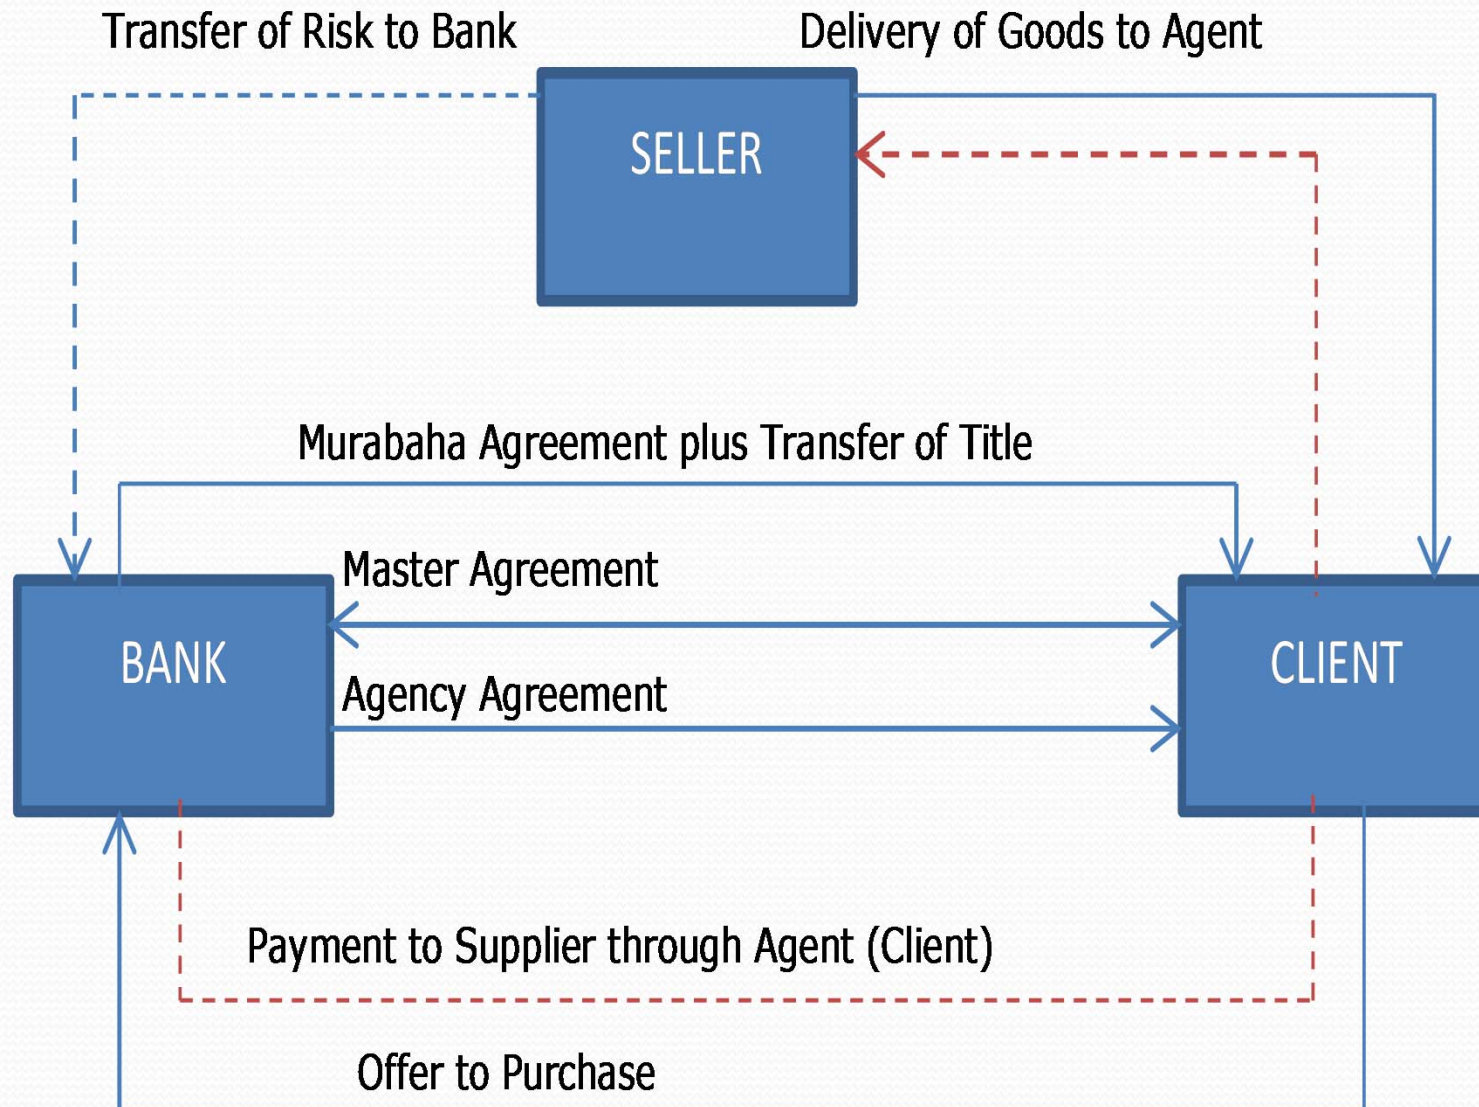 Transfer of Risk to Bank
Delivery of Goods to Agent
SELLER
Murabaha Agreement plus Transfer of Title
Master Agreement
BANK
CLIENT
Agency Agreement
Payment to Supplier through Agent (Client)
Offer to Purchase